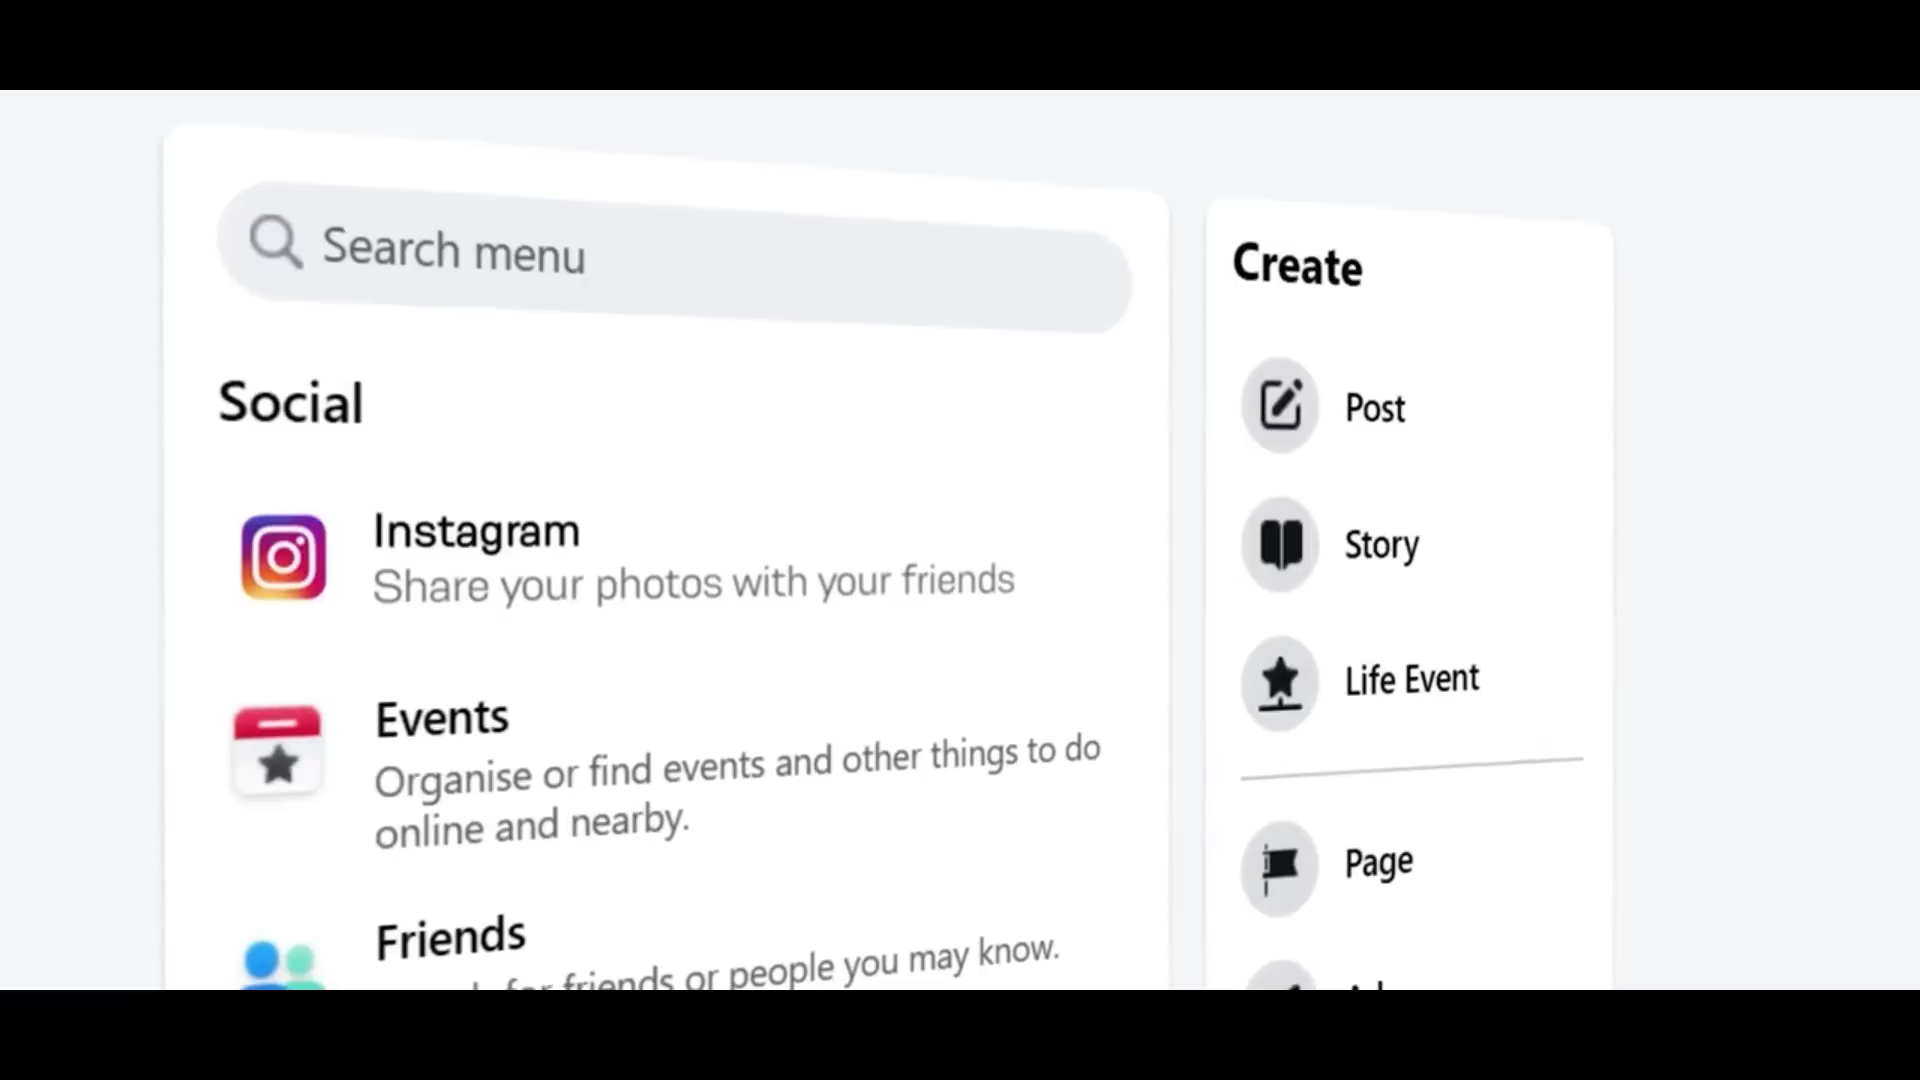 Search menu
Social
Instagram
Share your photos with your friends
Events
Organise or find events and other things to do
online and nearby.
Friends
friends or people you may know.
Create
Post
Story
Life Event
Page